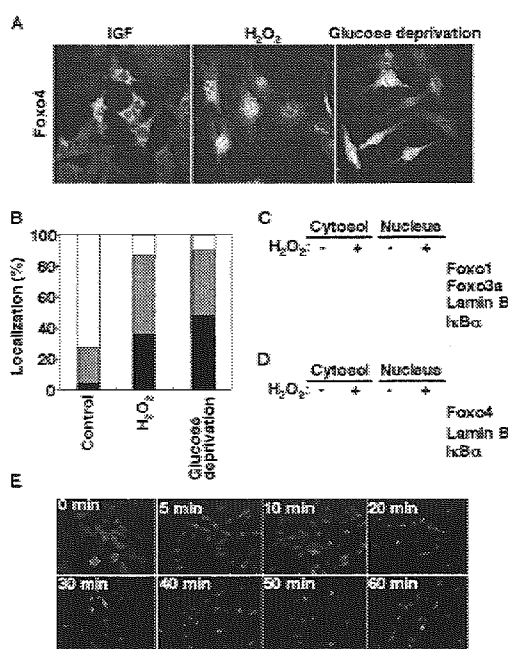 A
IGF
H₂O₂
Glucose deprivation
Foxo4
B
Localization (%)
100
80
60
40
20
0
Control
H₂O₂
Glucose
deprivation
C
Cytosol Nucleus
H₂O₂: - + - +
Foxo1
Foxo3a
Lamin B
IκBα
D
Cytosol Nucleus
H₂O₂: - + - +
Foxo4
Lamin B
IκBα
E
0 min
5 min
10 min
20 min
30 min
40 min
50 min
60 min